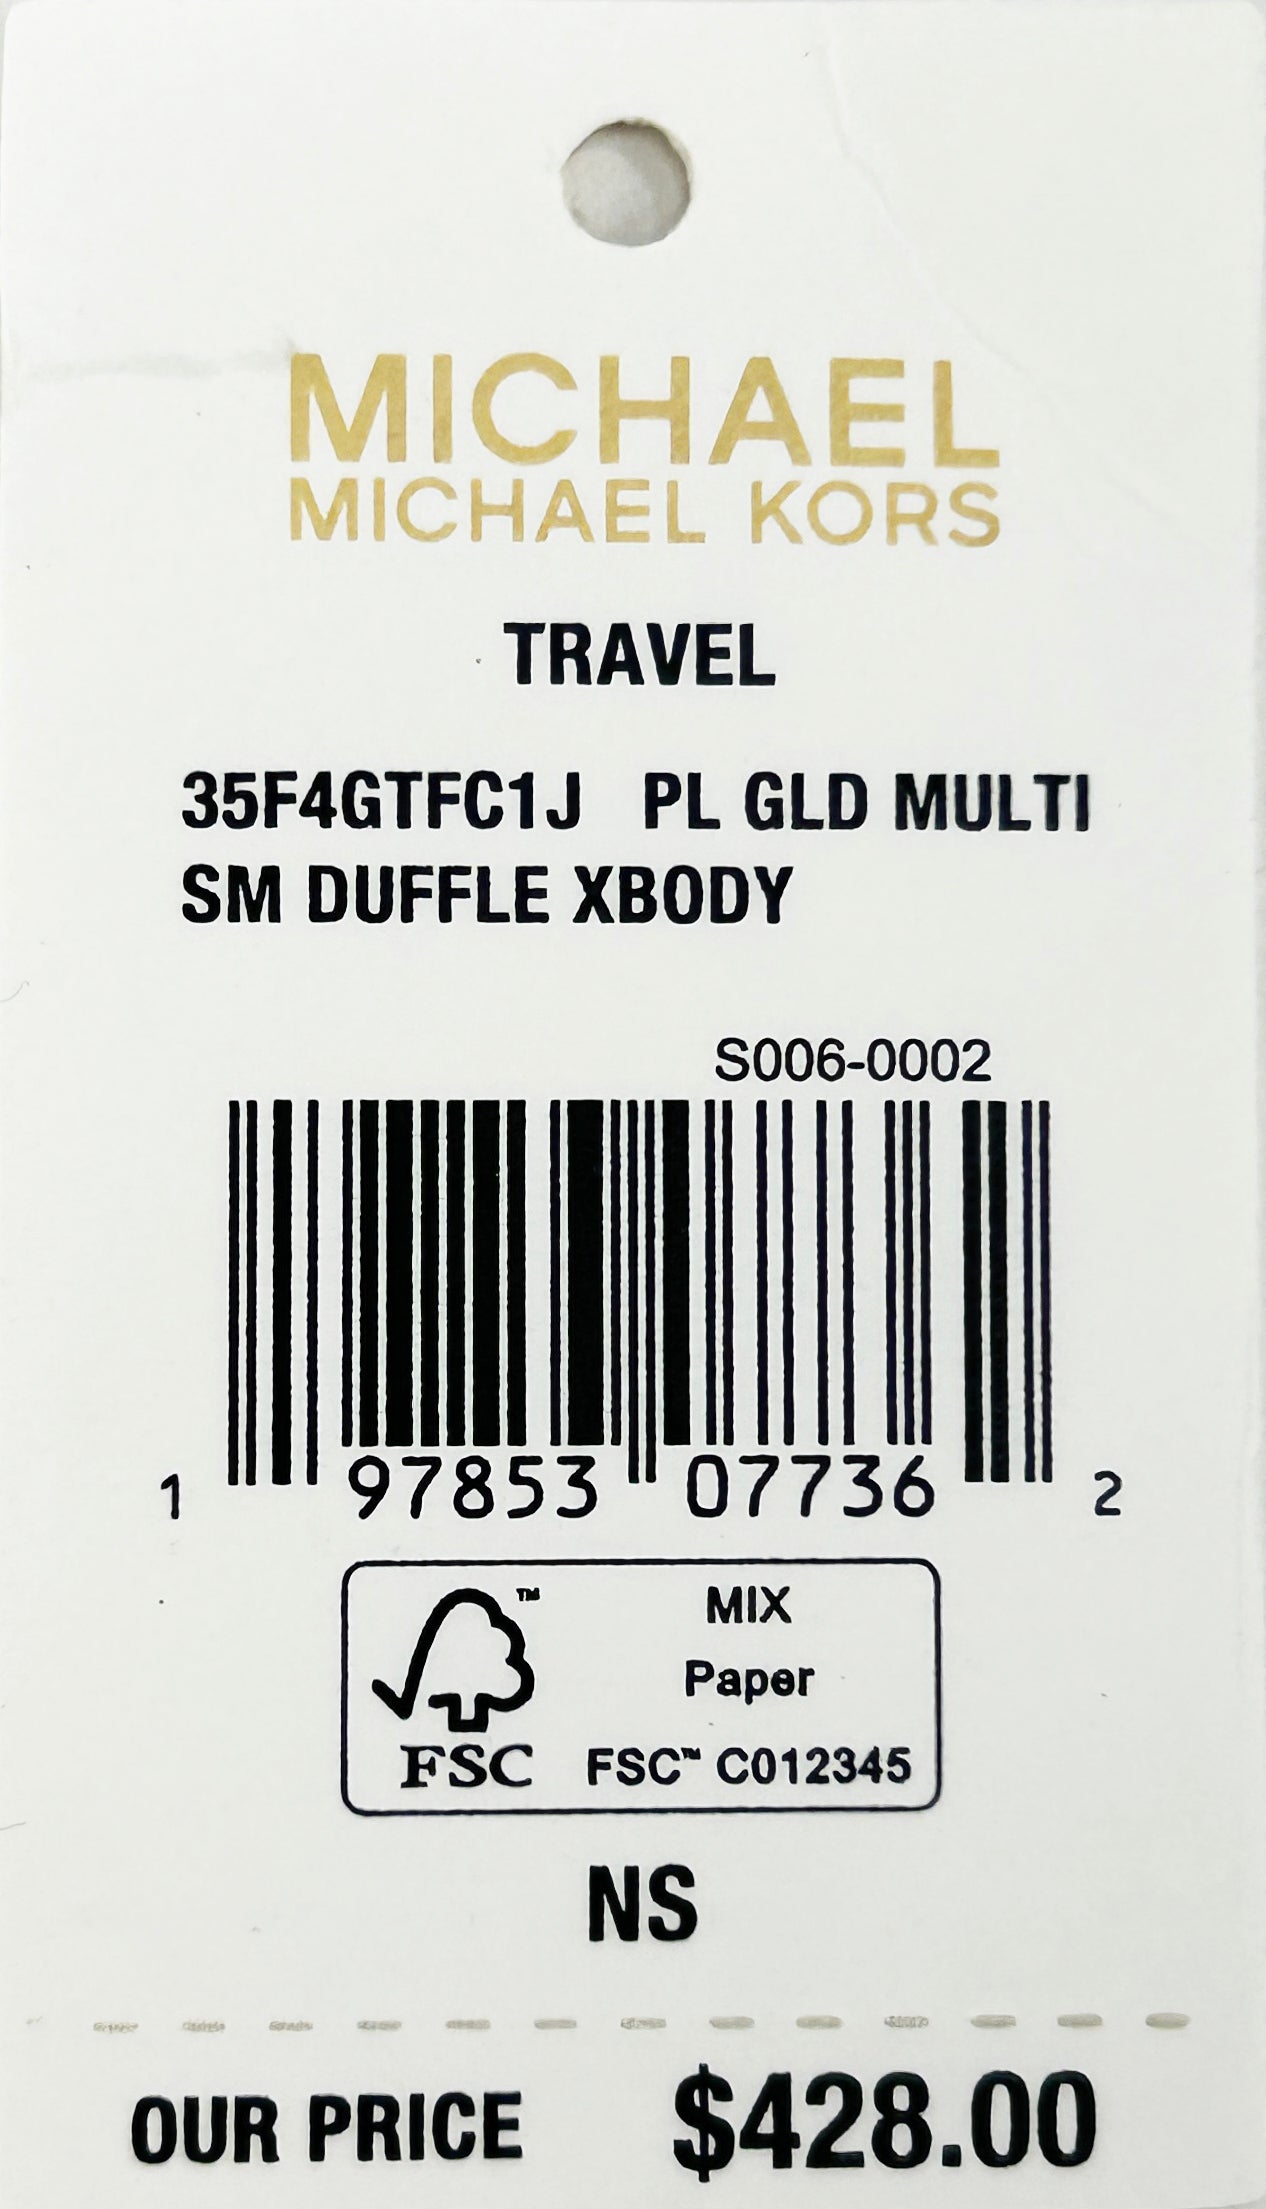 MICHAEL
MICHAEL KORS
TRAVEL
35F4GTFC1J PL GLD MULTI
SM DUFFLE XBODY
S006-0002
1 97853 07736 2
TM
MIX
Paper
FSC
FSC™ C012345
NS
OUR PRICE $428.00